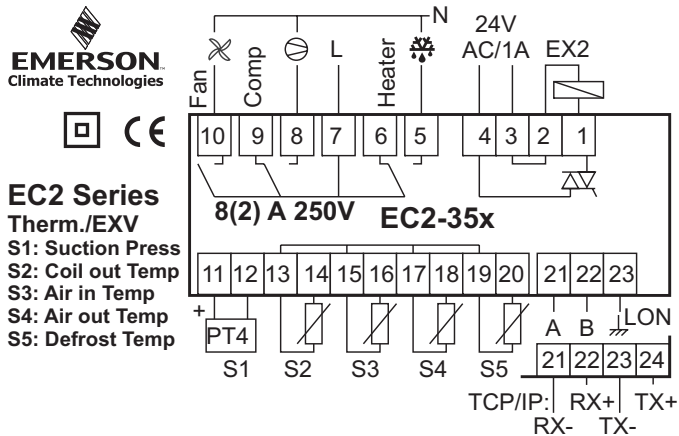 EMERSON.
Climate Technologies
N
24V
AC/1A
EX2
Fan
Comp
L
Heater
10 9 8 7 6 5 4 3 2 1
8(2) A 250V
EC2-35x
EC2 Series
Therm./EXV
S1: Suction Press
S2: Coil out Temp
S3: Air in Temp
S4: Air out Temp
S5: Defrost Temp
11 12 13 14 15 16 17 18 19 20 21 22 23
+
PT4
S1 S2 S3 S4 S5
A B LON
21 22 23 24
TCP/IP: RX+ TX+
RX- TX-